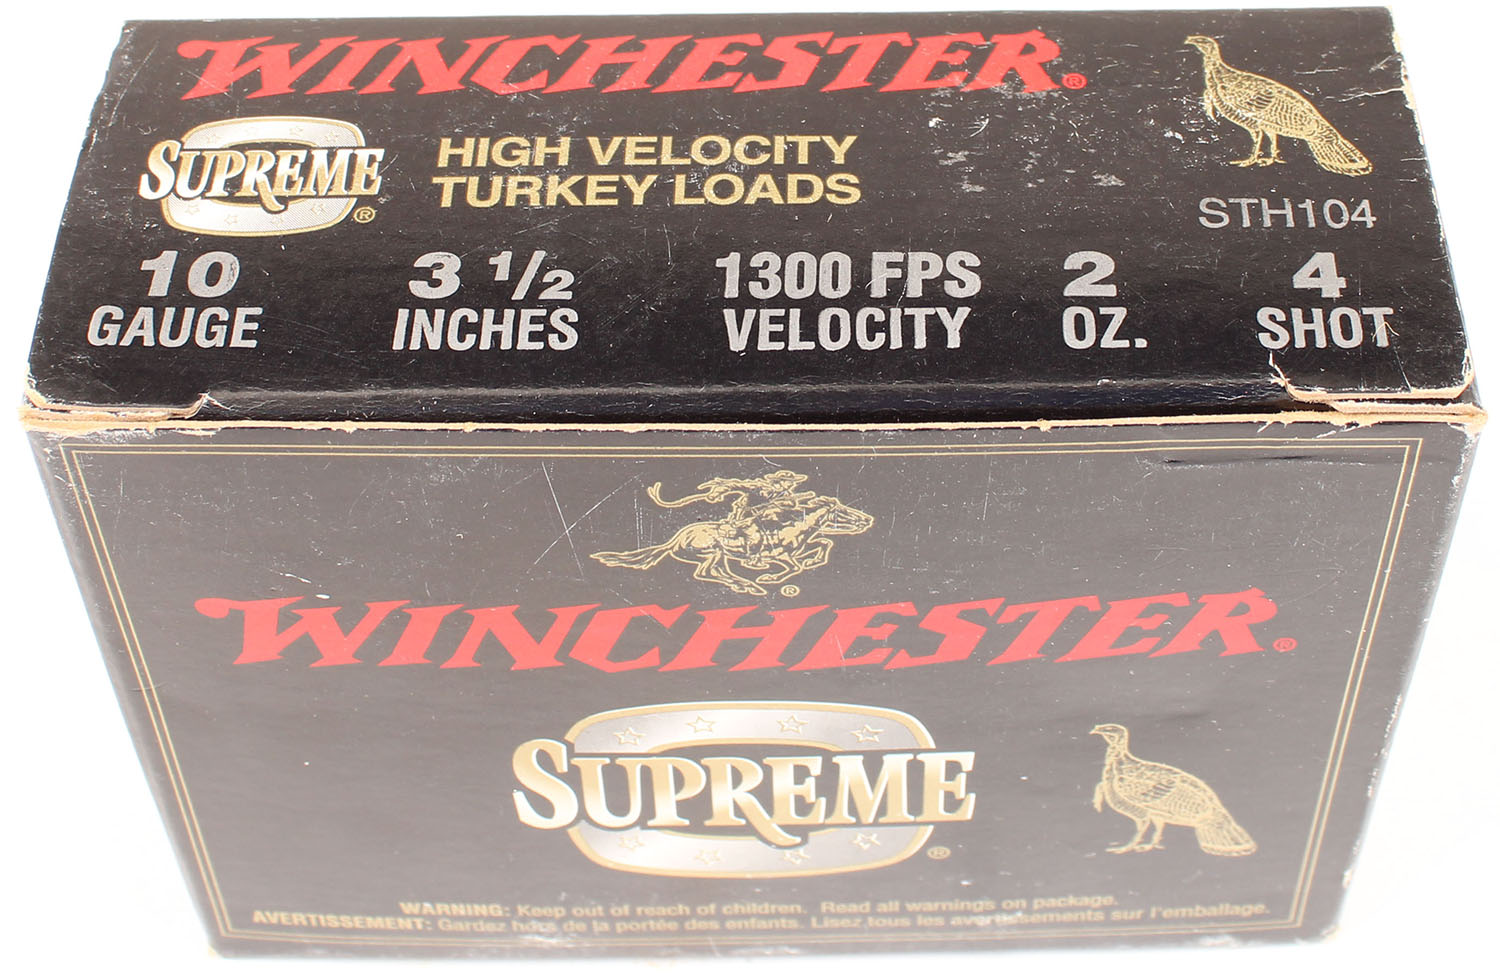 WINCHESTER®
SUPREME®
HIGH VELOCITY
TURKEY LOADS
STH104
10 GAUGE
3 1/2 INCHES
1300 FPS VELOCITY
2 OZ.
4 SHOT
®
WINCHESTER®
SUPREME®
WARNING: Keep out of reach of children. Read all warnings on package.
AVERTISSEMENT: Gardez hors de la portée des enfants. Lisez tous les avertissements sur l'emballage.